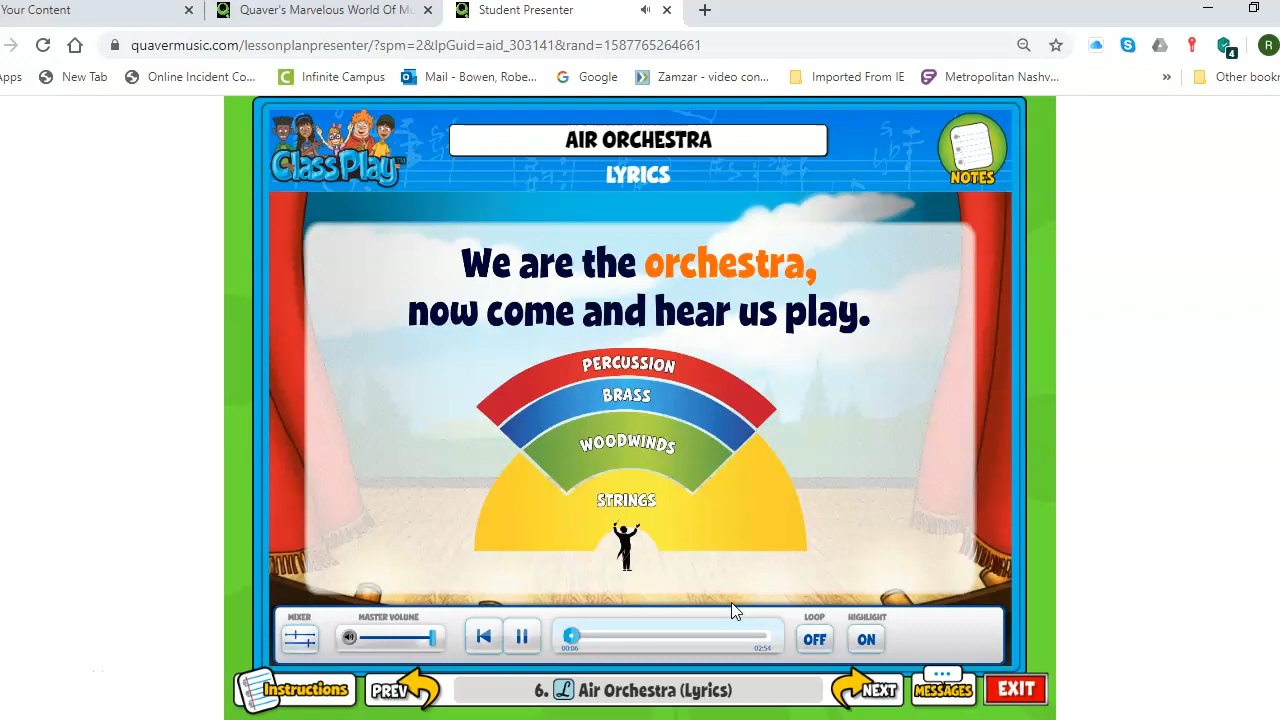 Your Content
Quaver's Marvelous World Of M
Student Presenter
quavermusic.com/lessonplanpresenter/?spm=2&lpGuid=aid_303141&rand=1587765264661
4
R
pps
New Tab
Online Incident Co...
Infinite Campus
Mail - Bowen, Robe...
Google
Zamzar - video con...
Imported From IE
Metropolitan Nashv...
»
Other bookm
ClassPlay™
AIR ORCHESTRA
LYRICS
NOTES
We are the orchestra,
now come and hear us play.
PERCUSSION
BRASS
WOODWINDS
STRINGS
MIXER
MASTER VOLUME
00:06
02:54
LOOP
OFF
HIGHLIGHT
ON
Instructions
PREV
6. L Air Orchestra (Lyrics)
NEXT
MESSAGES
EXIT